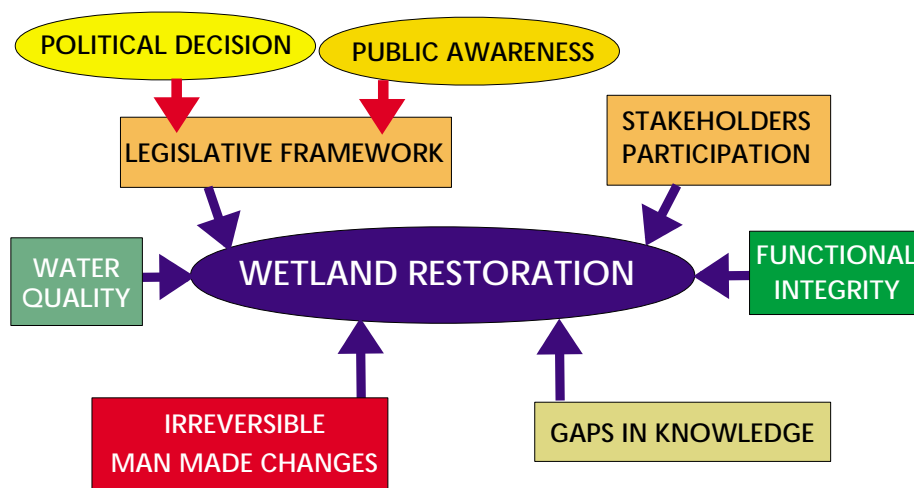 POLITICAL DECISION
PUBLIC AWARENESS
LEGISLATIVE FRAMEWORK
STAKEHOLDERS
PARTICIPATION
WATER
QUALITY
WETLAND RESTORATION
FUNCTIONAL
INTEGRITY
IRREVERSIBLE
MAN MADE CHANGES
GAPS IN KNOWLEDGE